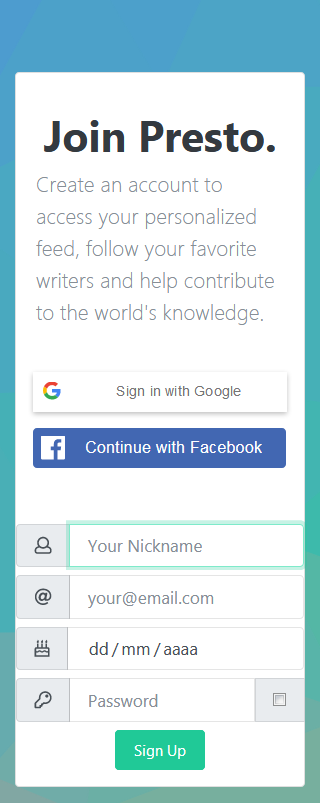 Join Presto.
Create an account to
access your personalized
feed, follow your favorite
writers and help contribute
to the world's knowledge.
Sign in with Google
Continue with Facebook
Your Nickname
your@email.com
dd / mm / aaaa
Password
Sign Up